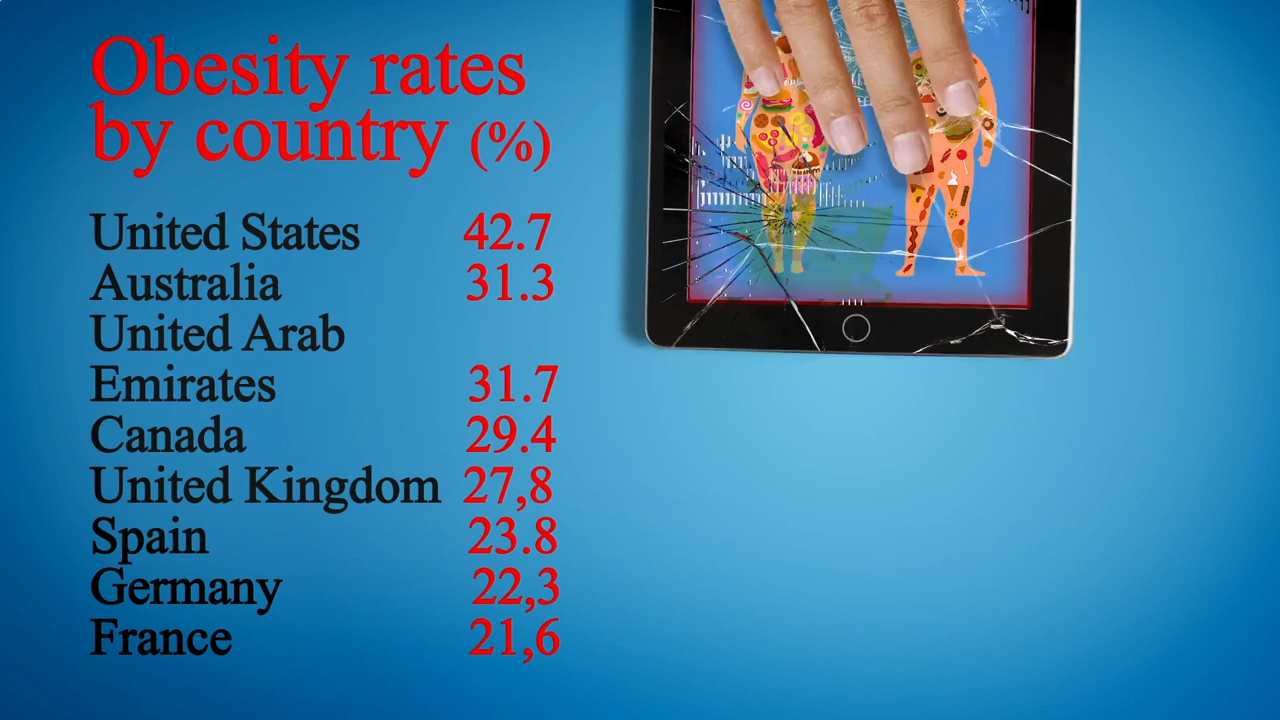 Obesity rates
by country (%)
United States 42.7
Australia 31.3
United Arab
Emirates 31.7
Canada 29.4
United Kingdom 27,8
Spain 23.8
Germany 22,3
France 21,6